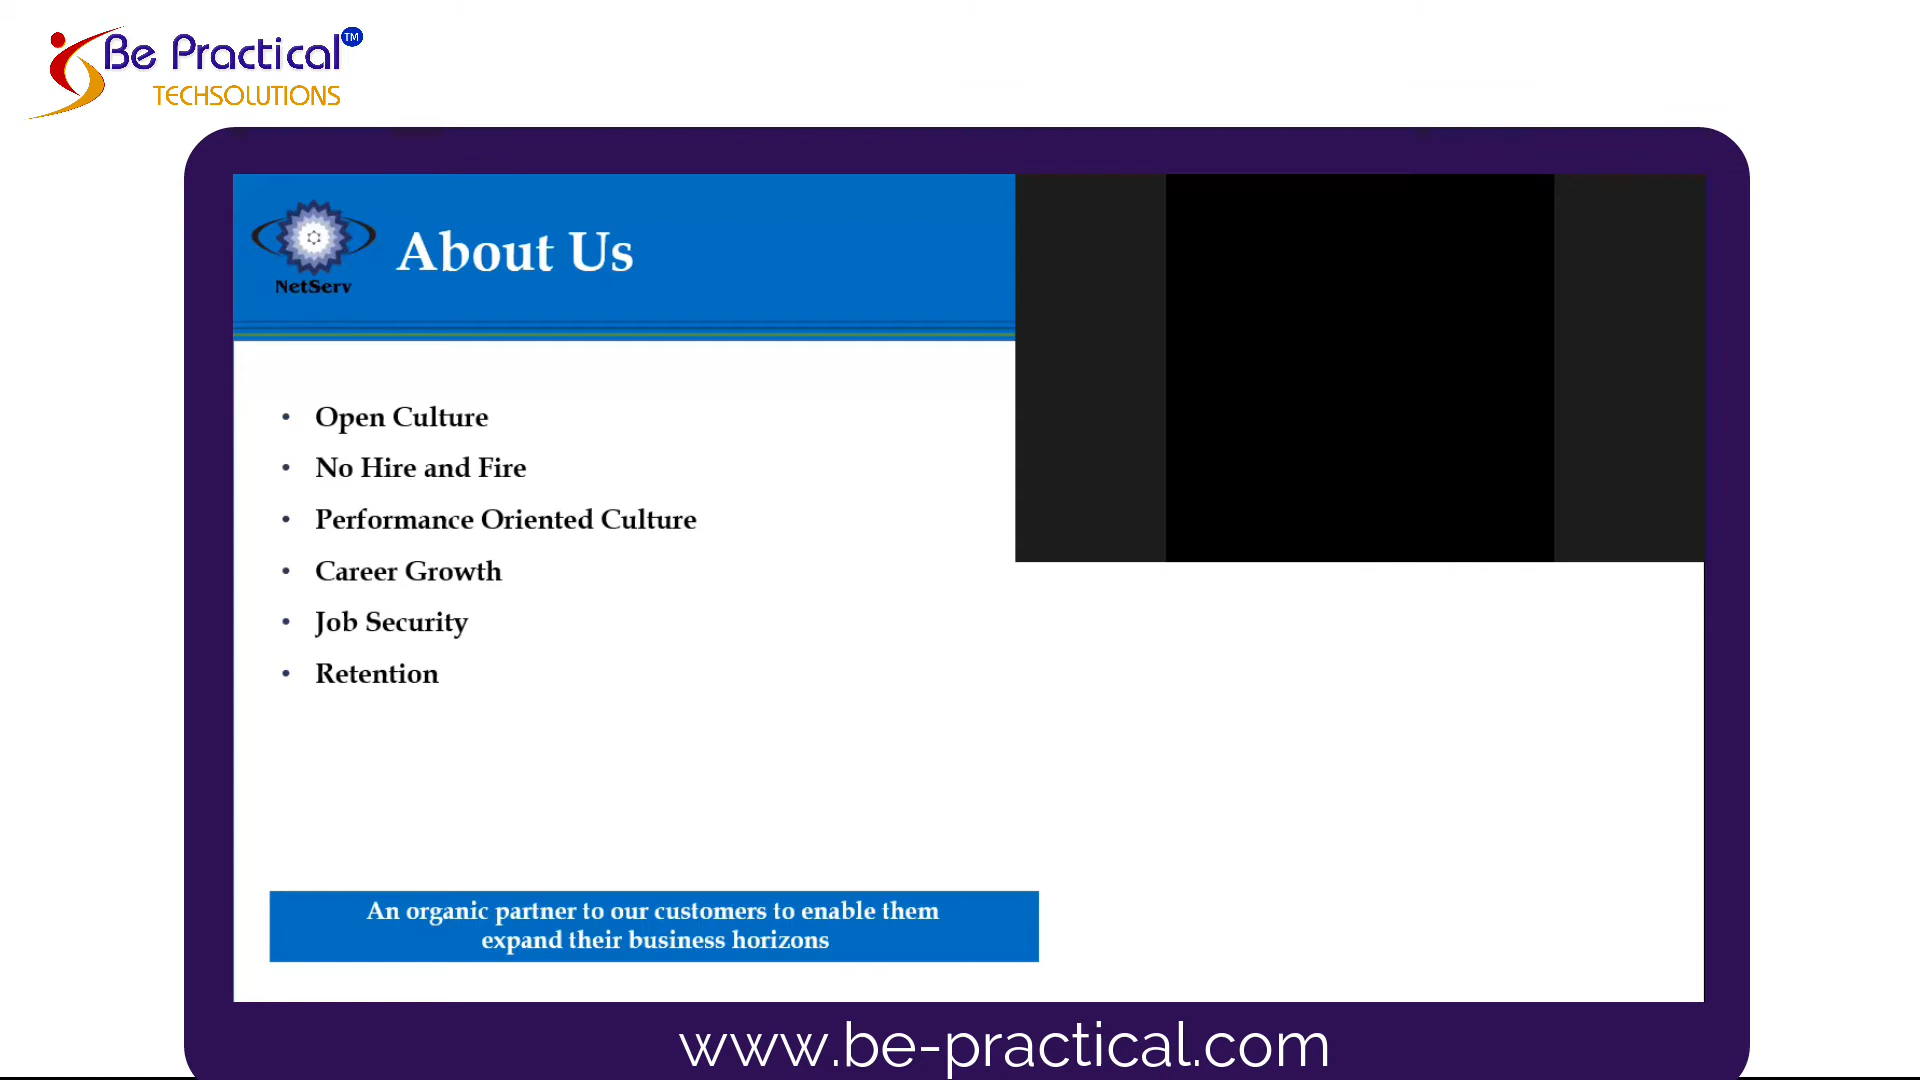 Be Practical™
TECHSOLUTIONS
NetServ
About Us
• Open Culture
• No Hire and Fire
• Performance Oriented Culture
• Career Growth
• Job Security
• Retention
An organic partner to our customers to enable them
expand their business horizons
www.be-practical.com